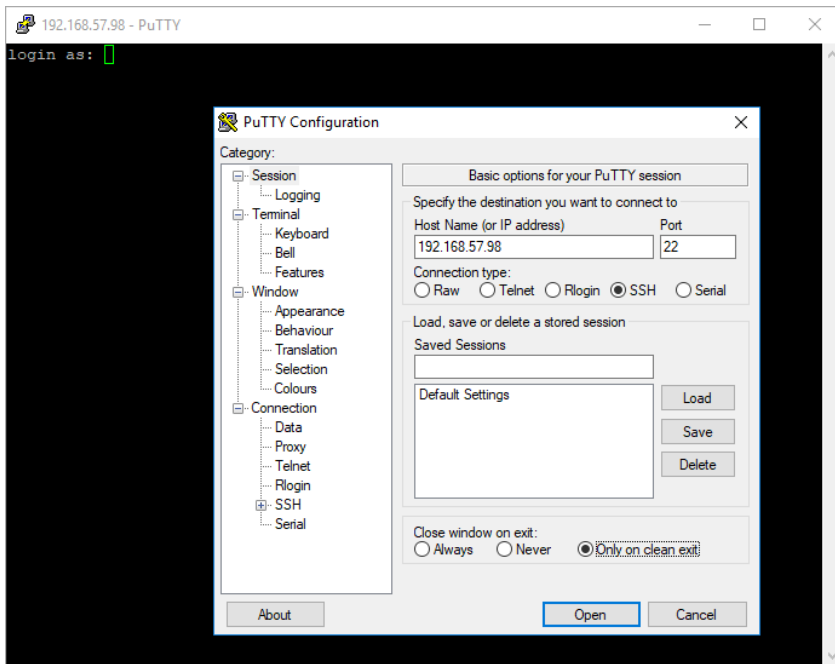 192.168.57.98 - PuTTY
login as:
PuTTY Configuration
Category:
Session
Logging
Terminal
Keyboard
Bell
Features
Window
Appearance
Behaviour
Translation
Selection
Colours
Connection
Data
Proxy
Telnet
Rlogin
SSH
Serial
Basic options for your PuTTY session
Specify the destination you want to connect to
Host Name (or IP address) Port
192.168.57.98 22
Connection type:
Raw Telnet Rlogin SSH Serial
Load, save or delete a stored session
Saved Sessions
Default Settings
Load
Save
Delete
Close window on exit:
Always Never Only on clean exit
About Open Cancel